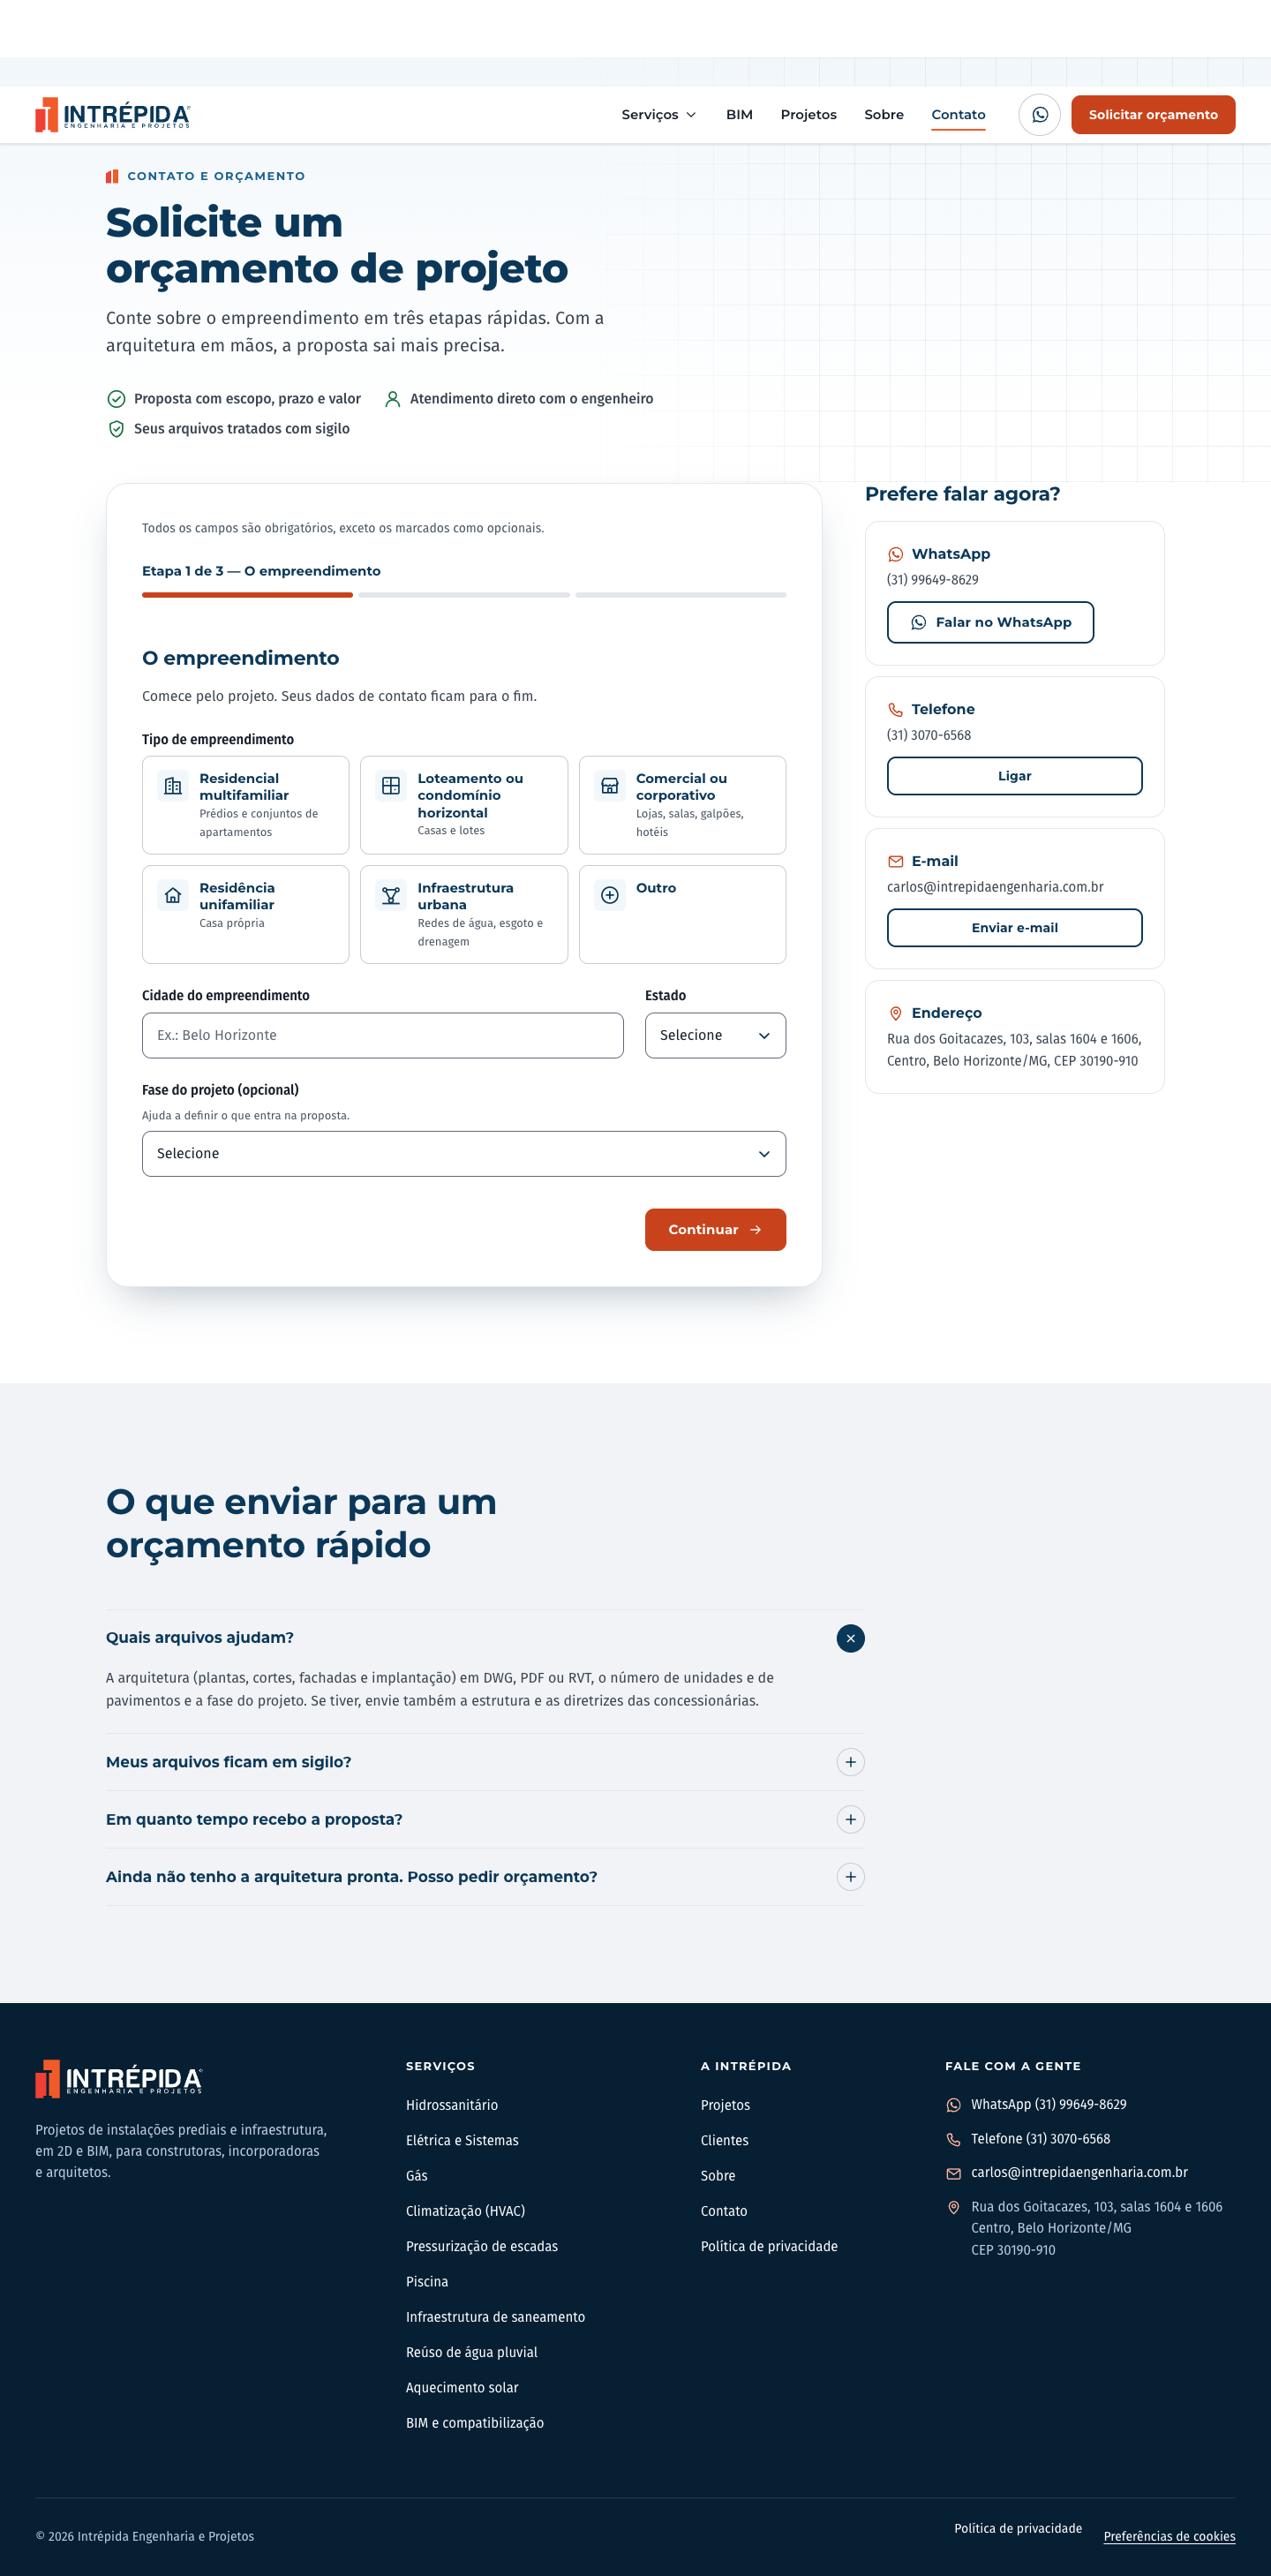 INTRÉPIDA
ENGENHARIA E PROJETOS
Serviços
BIM
Projetos
Sobre
Contato
Solicitar orçamento
CONTATO E ORÇAMENTO
Solicite um
orçamento de projeto
Conte sobre o empreendimento em três etapas rápidas. Com a
arquitetura em mãos, a proposta sai mais precisa.
Proposta com escopo, prazo e valor
Atendimento direto com o engenheiro
Seus arquivos tratados com sigilo
Todos os campos são obrigatórios, exceto os marcados como opcionais.
Etapa 1 de 3 — O empreendimento
O empreendimento
Comece pelo projeto. Seus dados de contato ficam para o fim.
Tipo de empreendimento
Residencial
multifamiliar
Prédios e conjuntos de
apartamentos
Loteamento ou
condomínio
horizontal
Casas e lotes
Comercial ou
corporativo
Lojas, salas, galpões,
hotéis
Residência
unifamiliar
Casa própria
Infraestrutura
urbana
Redes de água, esgoto e
drenagem
Outro
Cidade do empreendimento
Ex.: Belo Horizonte
Estado
Selecione
Fase do projeto (opcional)
Ajuda a definir o que entra na proposta.
Selecione
Continuar
Prefere falar agora?
WhatsApp
(31) 99649-8629
Falar no WhatsApp
Telefone
(31) 3070-6568
Ligar
E-mail
carlos@intrepidaengenharia.com.br
Enviar e-mail
Endereço
Rua dos Goitacazes, 103, salas 1604 e 1606,
Centro, Belo Horizonte/MG, CEP 30190-910
O que enviar para um
orçamento rápido
Quais arquivos ajudam?
A arquitetura (plantas, cortes, fachadas e implantação) em DWG, PDF ou RVT, o número de unidades e de
pavimentos e a fase do projeto. Se tiver, envie também a estrutura e as diretrizes das concessionárias.
Meus arquivos ficam em sigilo?
Em quanto tempo recebo a proposta?
Ainda não tenho a arquitetura pronta. Posso pedir orçamento?
INTRÉPIDA
ENGENHARIA E PROJETOS
Projetos de instalações prediais e infraestrutura,
em 2D e BIM, para construtoras, incorporadoras
e arquitetos.
SERVIÇOS
Hidrossanitário
Elétrica e Sistemas
Gás
Climatização (HVAC)
Pressurização de escadas
Piscina
Infraestrutura de saneamento
Reúso de água pluvial
Aquecimento solar
BIM e compatibilização
A INTRÉPIDA
Projetos
Clientes
Sobre
Contato
Política de privacidade
FALE COM A GENTE
WhatsApp (31) 99649-8629
Telefone (31) 3070-6568
carlos@intrepidaengenharia.com.br
Rua dos Goitacazes, 103, salas 1604 e 1606
Centro, Belo Horizonte/MG
CEP 30190-910
© 2026 Intrépida Engenharia e Projetos
Política de privacidade
Preferências de cookies